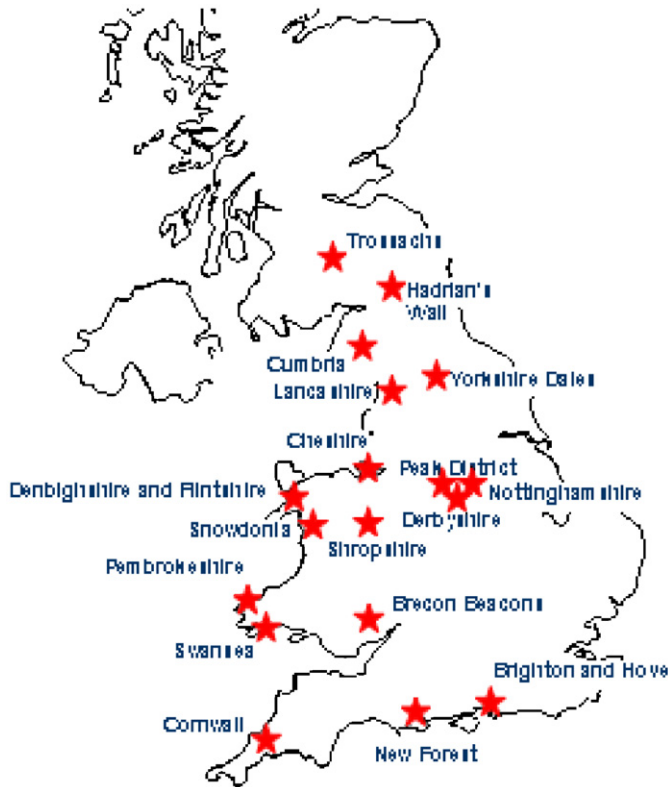 Trossachs
Hadrian's
Wall
Cumbria
Yorkshire Dales
Lancashire
Cheshire
Peak District
Denbighshire and Flintshire
Nottinghamshire
Snowdonia
Derbyshire
Shropshire
Pembrokeshire
Brecon Beacons
Swansea
Brighton and Hove
Cornwall
New Forest